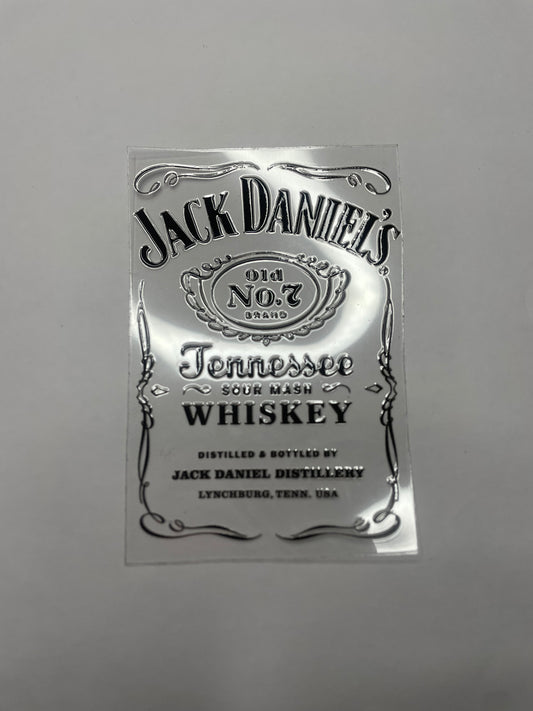 JACK DANIEL'S
Old
No.7
BRAND
Tennessee
SOUR MASH
WHISKEY
DISTILLED & BOTTLED BY
JACK DANIEL DISTILLERY
LYNCHBURG, TENN. USA